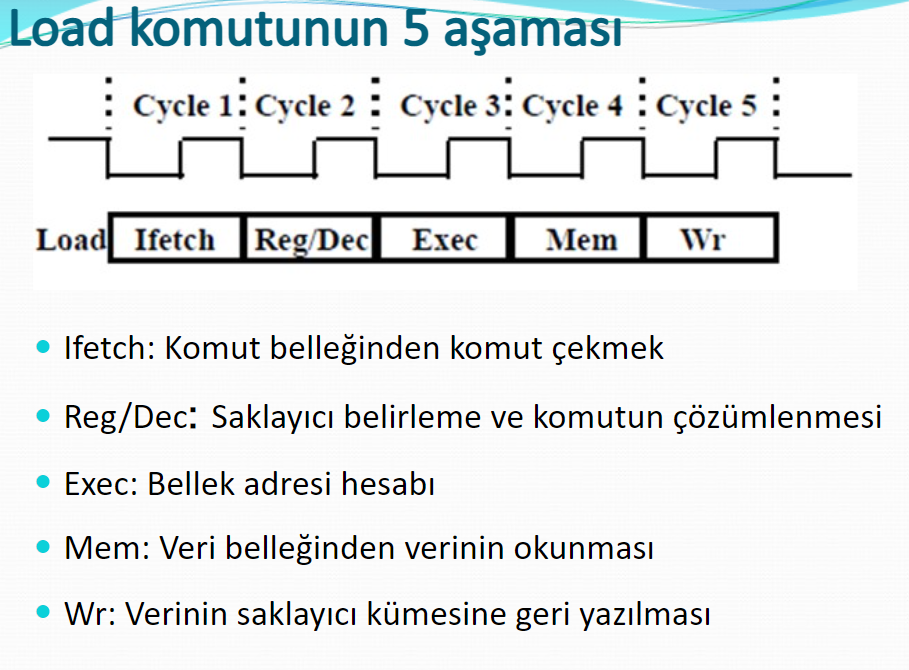 Load komutunun 5 aşaması
Cycle 1 Cycle 2 Cycle 3 Cycle 4 Cycle 5
Load Ifetch Reg/Dec Exec Mem Wr
Ifetch: Komut belleğinden komut çekmek
Reg/Dec: Saklayıcı belirleme ve komutun çözümlenmesi
Exec: Bellek adresi hesabı
Mem: Veri belleğinden verinin okunması
Wr: Verinin saklayıcı kümesine geri yazılması